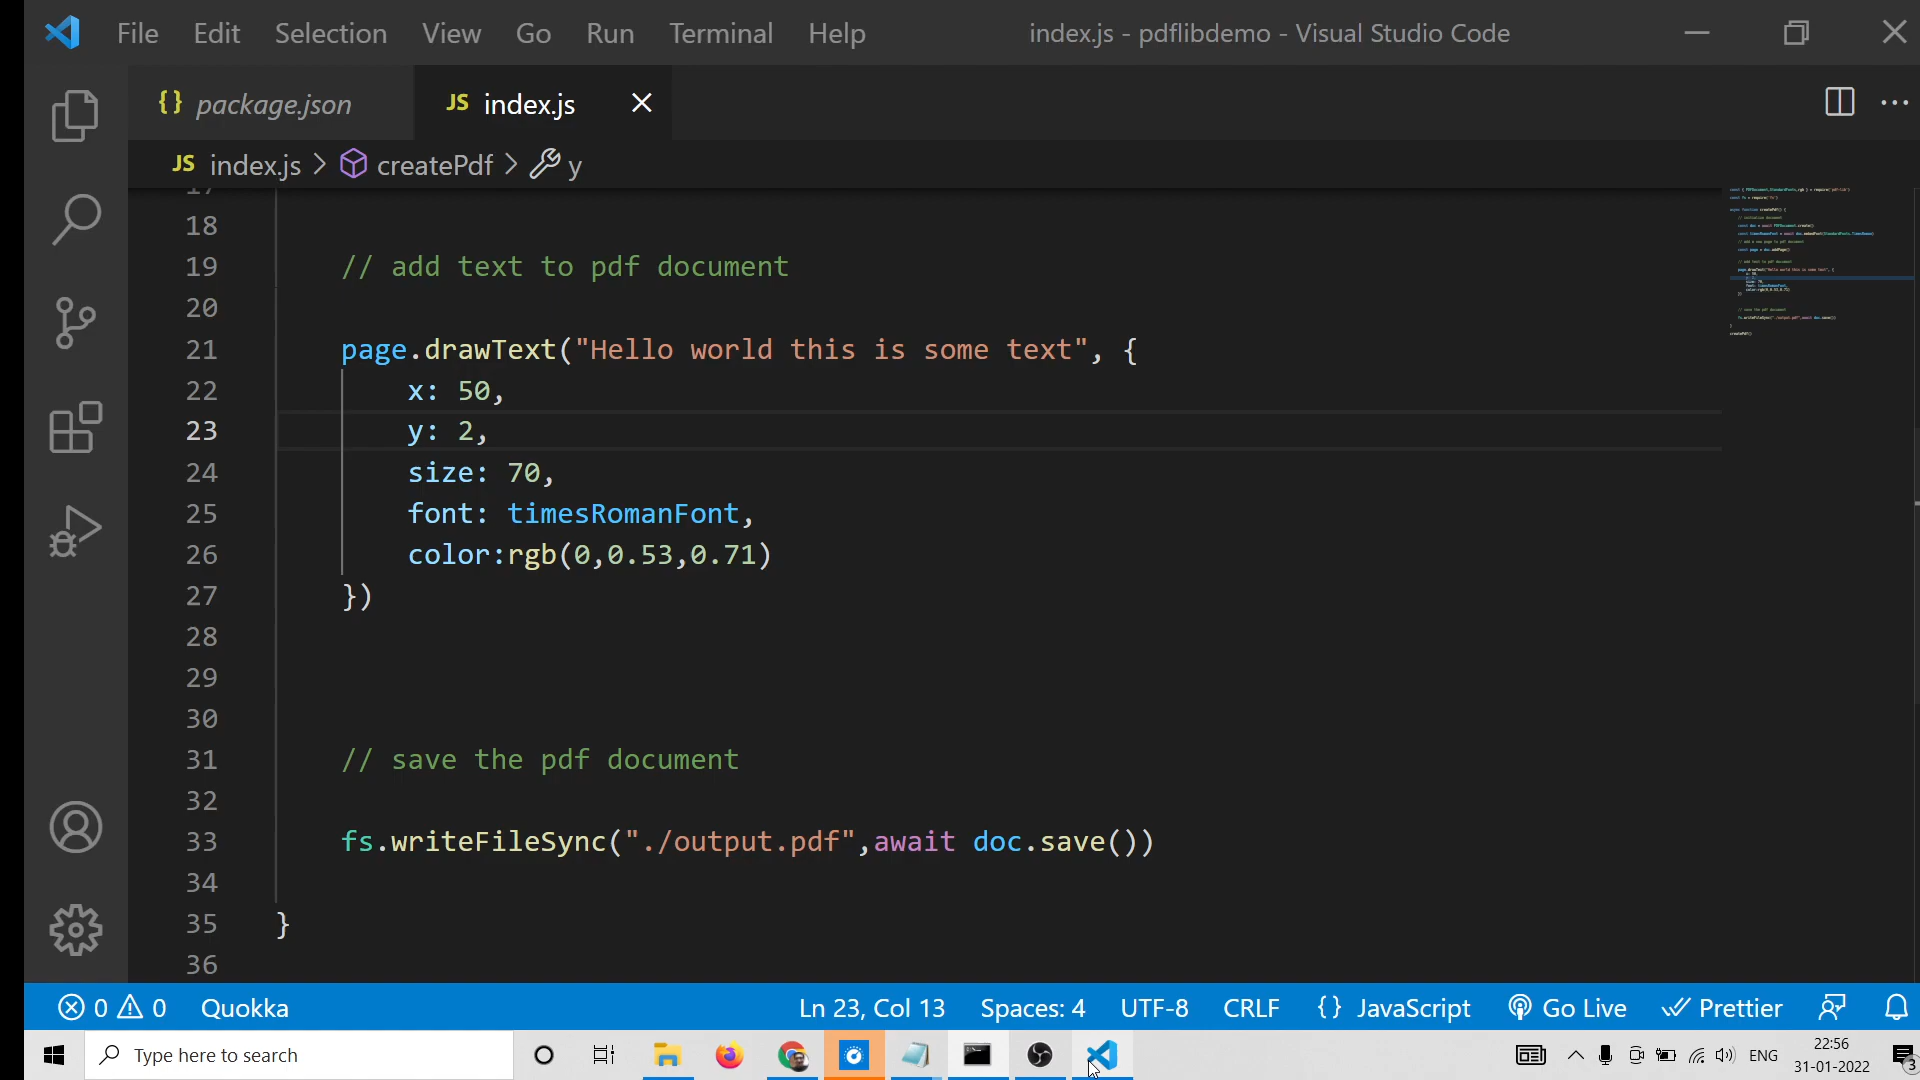 File Edit Selection View Go Run Terminal Help index.js - pdflibdemo - Visual Studio Code
{} package.json JS index.js
JS index.js > createPdf > y
17
18
19 // add text to pdf document
20
21 page.drawText("Hello world this is some text", {
22 x: 50,
23 y: 2,
24 size: 70,
25 font: timesRomanFont,
26 color:rgb(0,0.53,0.71)
27 })
28
29
30
31 // save the pdf document
32
33 fs.writeFileSync("./output.pdf",await doc.save())
34
35 }
36
0 0 Quokka Ln 23, Col 13 Spaces: 4 UTF-8 CRLF {} JavaScript Go Live Prettier
Type here to search ENG 22:56
31-01-2022 3